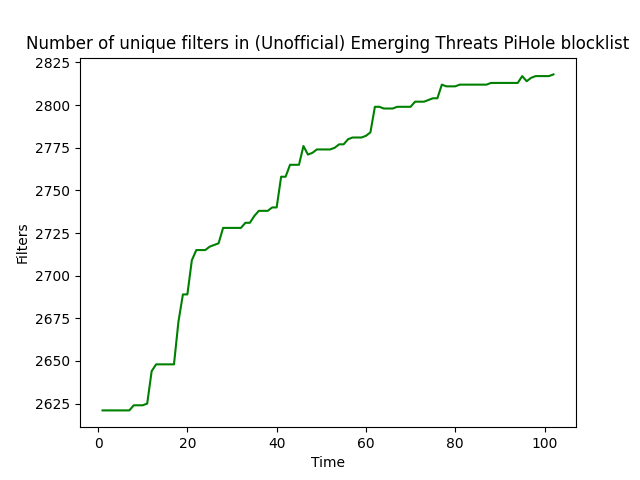 Number of unique filters in (Unofficial) Emerging Threats PiHole blocklist
2825
2800
2775
2750
2725
2700
2675
2650
2625
Filters
0 20 40 60 80 100
Time